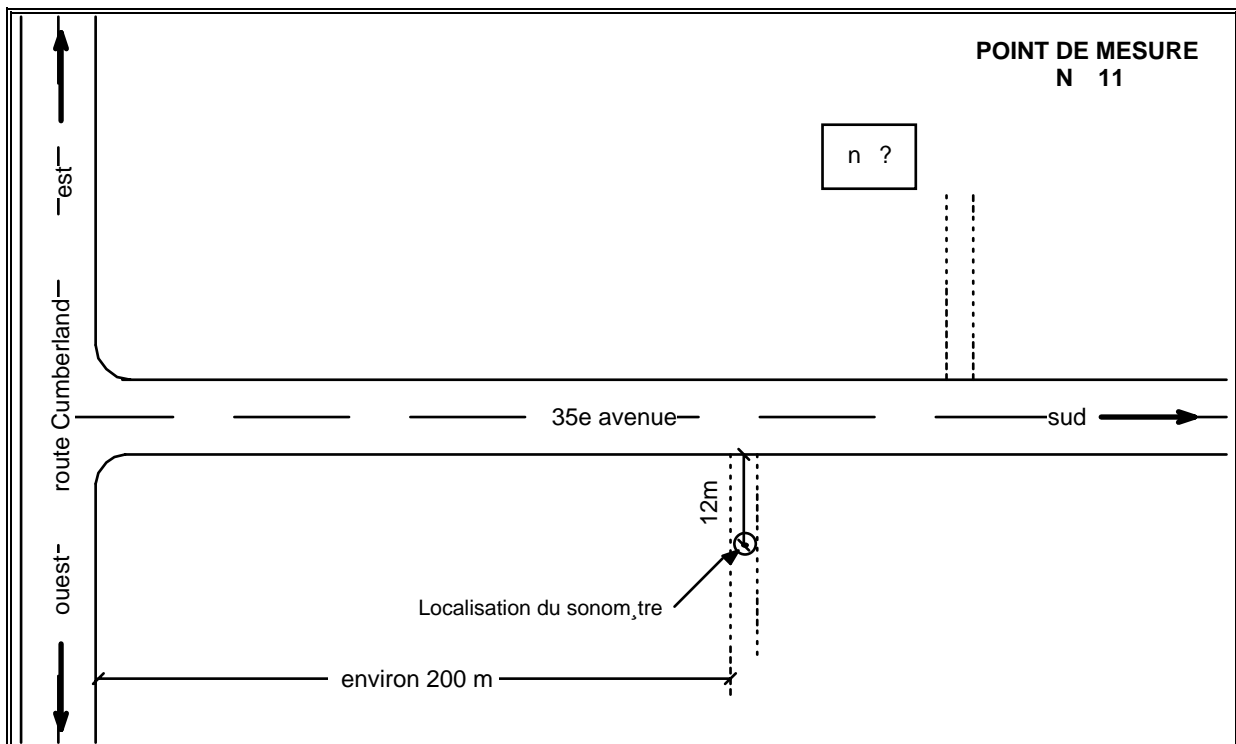 POINT DE MESURE
N 11
n ?
est
route Cumberland
ouest
35e avenue
sud
12m
Localisation du sonom¸tre
environ 200 m